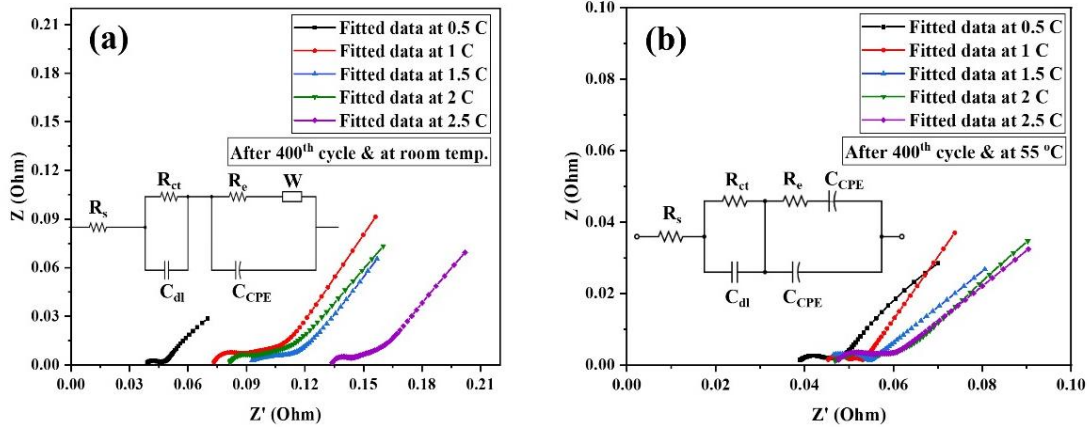 (a)
Fitted data at 0.5 C
Fitted data at 1 C
Fitted data at 1.5 C
Fitted data at 2 C
Fitted data at 2.5 C
After 400th cycle & at room temp.
Rs
Rct
Re
W
Cdl
CCPE
Z (Ohm)
0.21
0.18
0.15
0.12
0.09
0.06
0.03
0.00
0.00 0.03 0.06 0.09 0.12 0.15 0.18 0.21
Z' (Ohm)
(b)
Fitted data at 0.5 C
Fitted data at 1 C
Fitted data at 1.5 C
Fitted data at 2 C
Fitted data at 2.5 C
After 400th cycle & at 55 °C
Rs
Rct
Re
CCPE
Cdl
CCPE
Z (Ohm)
0.10
0.08
0.06
0.04
0.02
0.00
0.00 0.02 0.04 0.06 0.08 0.10
Z' (Ohm)